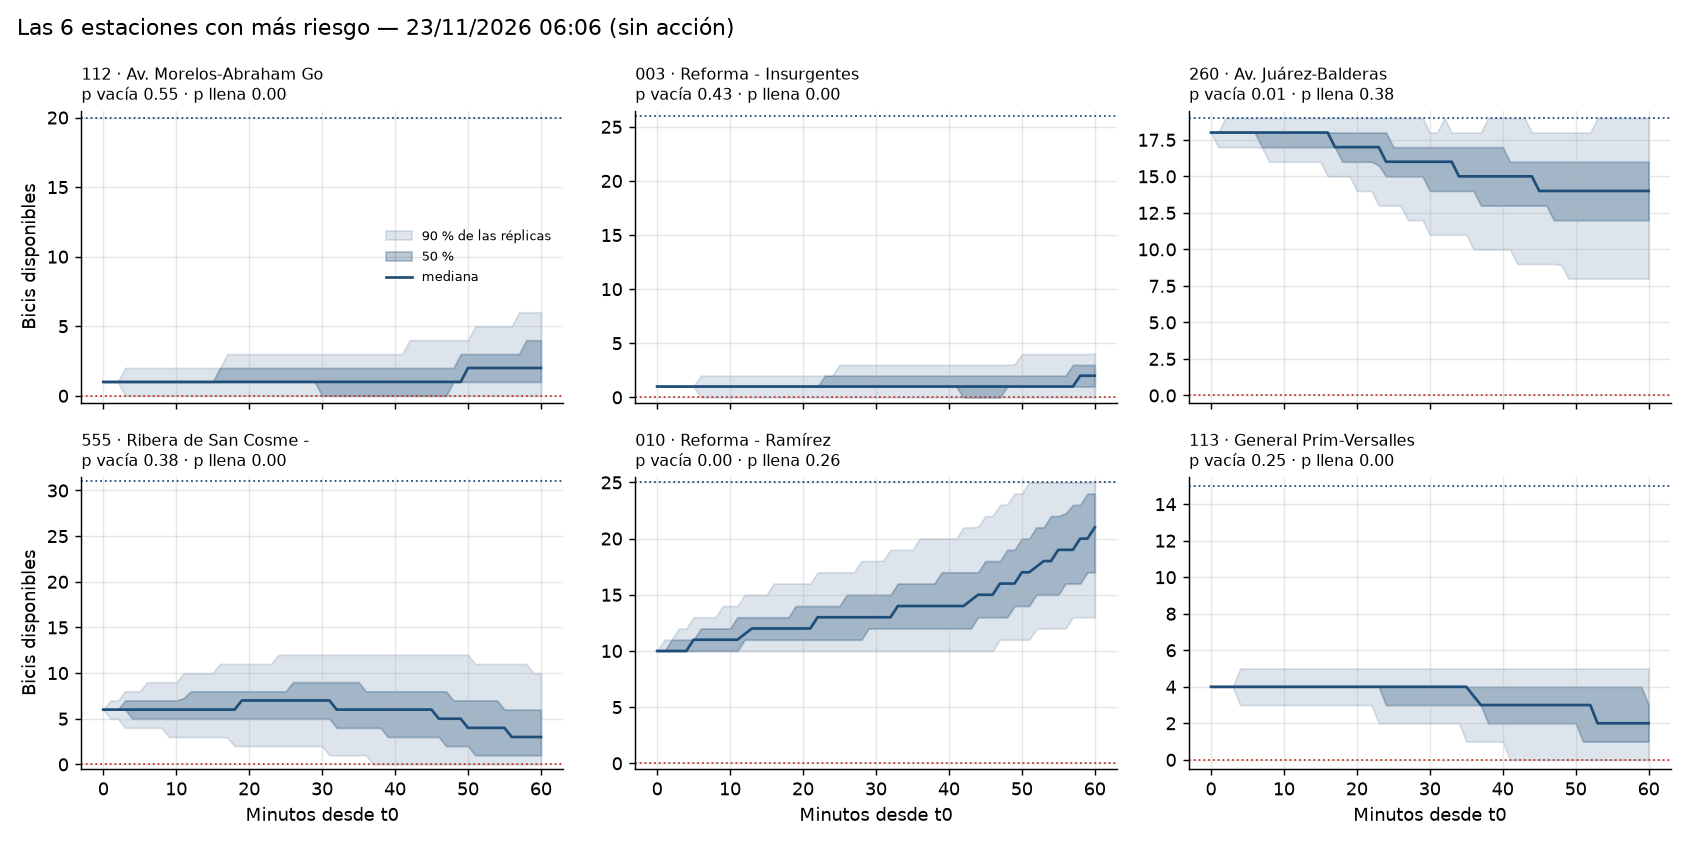 Las 6 estaciones con más riesgo — 23/11/2026 06:06 (sin acción)
112 · Av. Morelos-Abraham Go
p vacía 0.55 · p llena 0.00
20
15
10
5
0
Bicis disponibles
90 % de las réplicas
50 %
mediana
003 · Reforma - Insurgentes
p vacía 0.43 · p llena 0.00
25
20
15
10
5
0
260 · Av. Juárez-Balderas
p vacía 0.01 · p llena 0.38
17.5
15.0
12.5
10.0
7.5
5.0
2.5
0.0
555 · Ribera de San Cosme -
p vacía 0.38 · p llena 0.00
30
25
20
15
10
5
0
Bicis disponibles
0 10 20 30 40 50 60
Minutos desde t0
010 · Reforma - Ramírez
p vacía 0.00 · p llena 0.26
25
20
15
10
5
0
0 10 20 30 40 50 60
Minutos desde t0
113 · General Prim-Versalles
p vacía 0.25 · p llena 0.00
14
12
10
8
6
4
2
0
0 10 20 30 40 50 60
Minutos desde t0